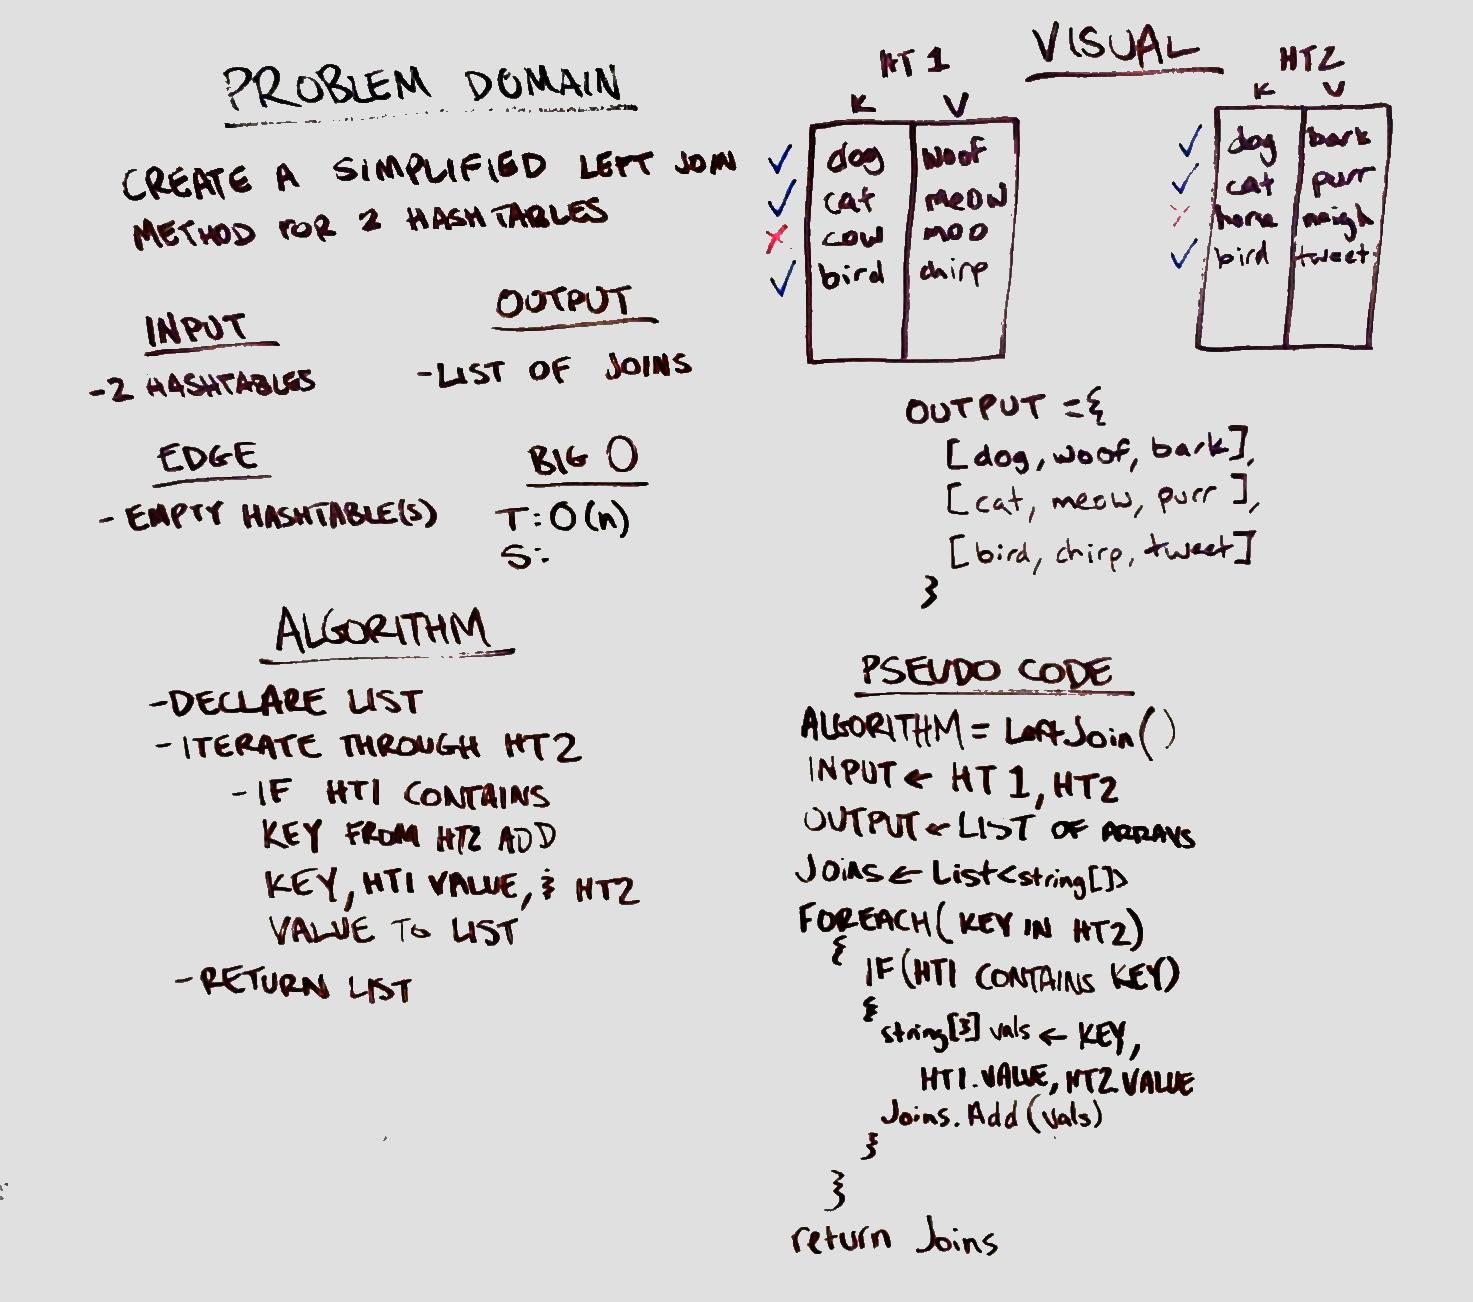 PROBLEM DOMAIN
CREATE A SIMPLIFIED LEFT JOIN
METHOD FOR 2 HASHTABLES
INPUT
-2 HASHTABLES
OUTPUT
-LIST OF JOINS
EDGE
- EMPTY HASHTABLE(S)
BIG O
T: O(n)
S:
ALGORITHM
-DECLARE LIST
-ITERATE THROUGH HT2
-IF HT1 CONTAINS
KEY FROM HT2 ADD
KEY, HT1 VALUE, & HT2
VALUE TO LIST
-RETURN LIST
VISUAL
HT1
K V
dog woof
cat meow
cow moo
bird chirp
HT2
K V
dog bark
cat purr
horse neigh
bird tweet
OUTPUT = {
[dog, woof, bark],
[cat, meow, purr],
[bird, chirp, tweet]
}
PSEUDO CODE
ALGORITHM = LeftJoin()
INPUT ← HT1, HT2
OUTPUT ← LIST OF ARRAYS
Joins ← List<string[]>
FOREACH(KEY IN HT2)
{
IF(HT1 CONTAINS KEY)
{
string[3] vals ← KEY,
HT1.VALUE, HT2.VALUE
Joins.Add(vals)
}
}
return Joins